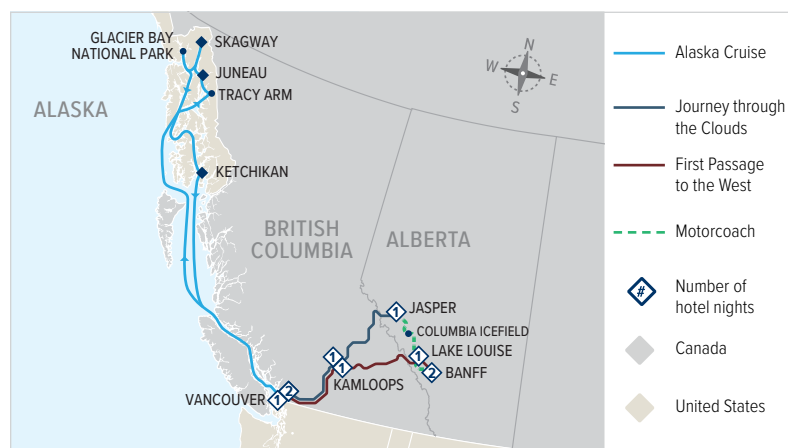 GLACIER BAY
NATIONAL PARK
SKAGWAY
JUNEAU
TRACY ARM
ALASKA
KETCHIKAN
N
W
E
S
BRITISH
COLUMBIA
ALBERTA
1
JASPER
COLUMBIA ICEFIELD
1
LAKE LOUISE
2
BANFF
1
1
KAMLOOPS
2
VANCOUVER
1
Alaska Cruise
Journey through
the Clouds
First Passage
to the West
Motorcoach
#
Number of
hotel nights
Canada
United States